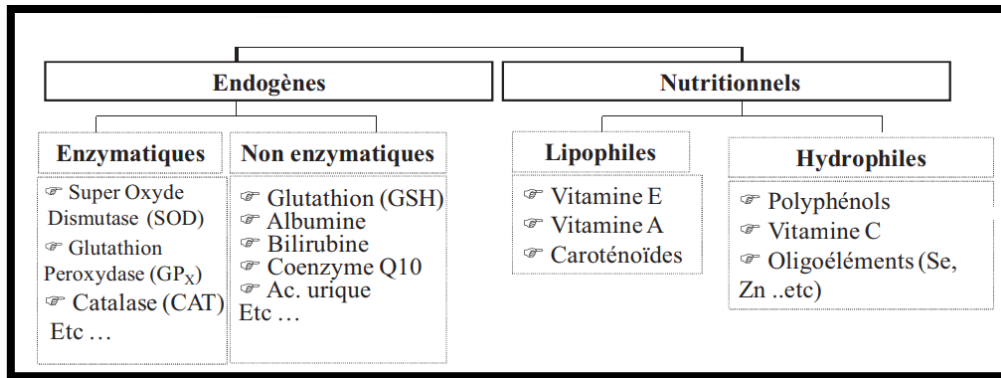 Endogènes
Nutritionnels
Enzymatiques
Non enzymatiques
Lipophiles
Hydrophiles
☞ Super Oxyde
Dismutase (SOD)
☞ Glutathion
Peroxydase (GPX)
☞ Catalase (CAT)
Etc …
☞ Glutathion (GSH)
☞ Albumine
☞ Bilirubine
☞ Coenzyme Q10
☞ Ac. urique
Etc …
☞ Vitamine E
☞ Vitamine A
☞ Caroténoïdes
☞ Polyphénols
☞ Vitamine C
☞ Oligoéléments (Se,
Zn ..etc)